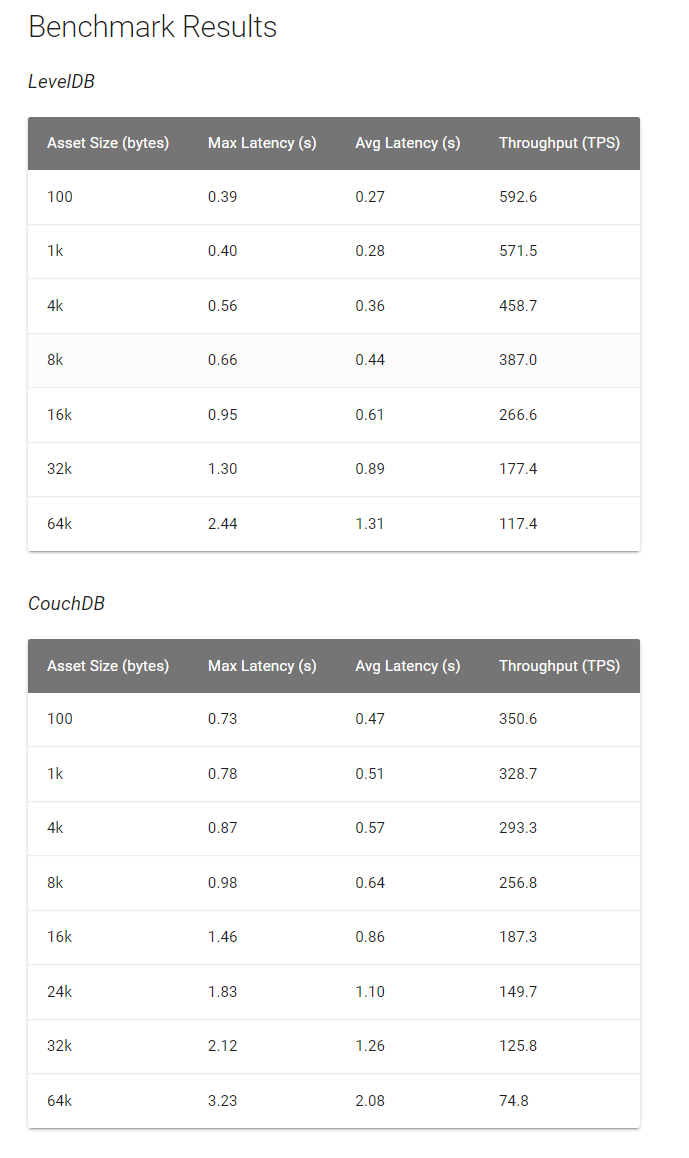 Benchmark Results
LevelDB
Asset Size (bytes) Max Latency (s) Avg Latency (s) Throughput (TPS)
100 0.39 0.27 592.6
1k 0.40 0.28 571.5
4k 0.56 0.36 458.7
8k 0.66 0.44 387.0
16k 0.95 0.61 266.6
32k 1.30 0.89 177.4
64k 2.44 1.31 117.4
CouchDB
Asset Size (bytes) Max Latency (s) Avg Latency (s) Throughput (TPS)
100 0.73 0.47 350.6
1k 0.78 0.51 328.7
4k 0.87 0.57 293.3
8k 0.98 0.64 256.8
16k 1.46 0.86 187.3
24k 1.83 1.10 149.7
32k 2.12 1.26 125.8
64k 3.23 2.08 74.8